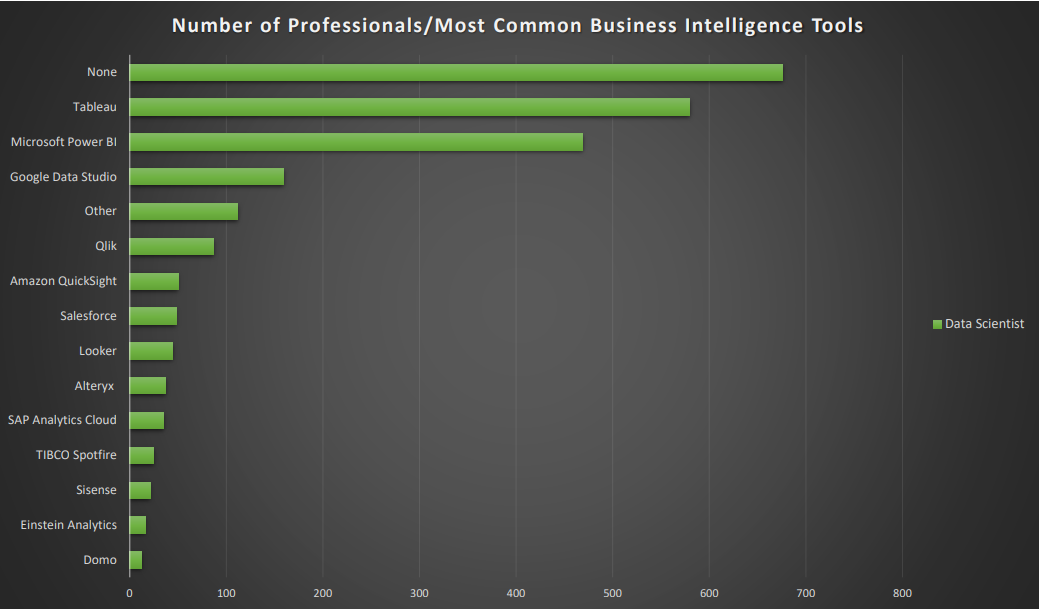 Number of Professionals/Most Common Business Intelligence Tools
None
Tableau
Microsoft Power BI
Google Data Studio
Other
Qlik
Amazon QuickSight
Salesforce
Looker
Alteryx
SAP Analytics Cloud
TIBCO Spotfire
Sisense
Einstein Analytics
Domo
0 100 200 300 400 500 600 700 800
Data Scientist